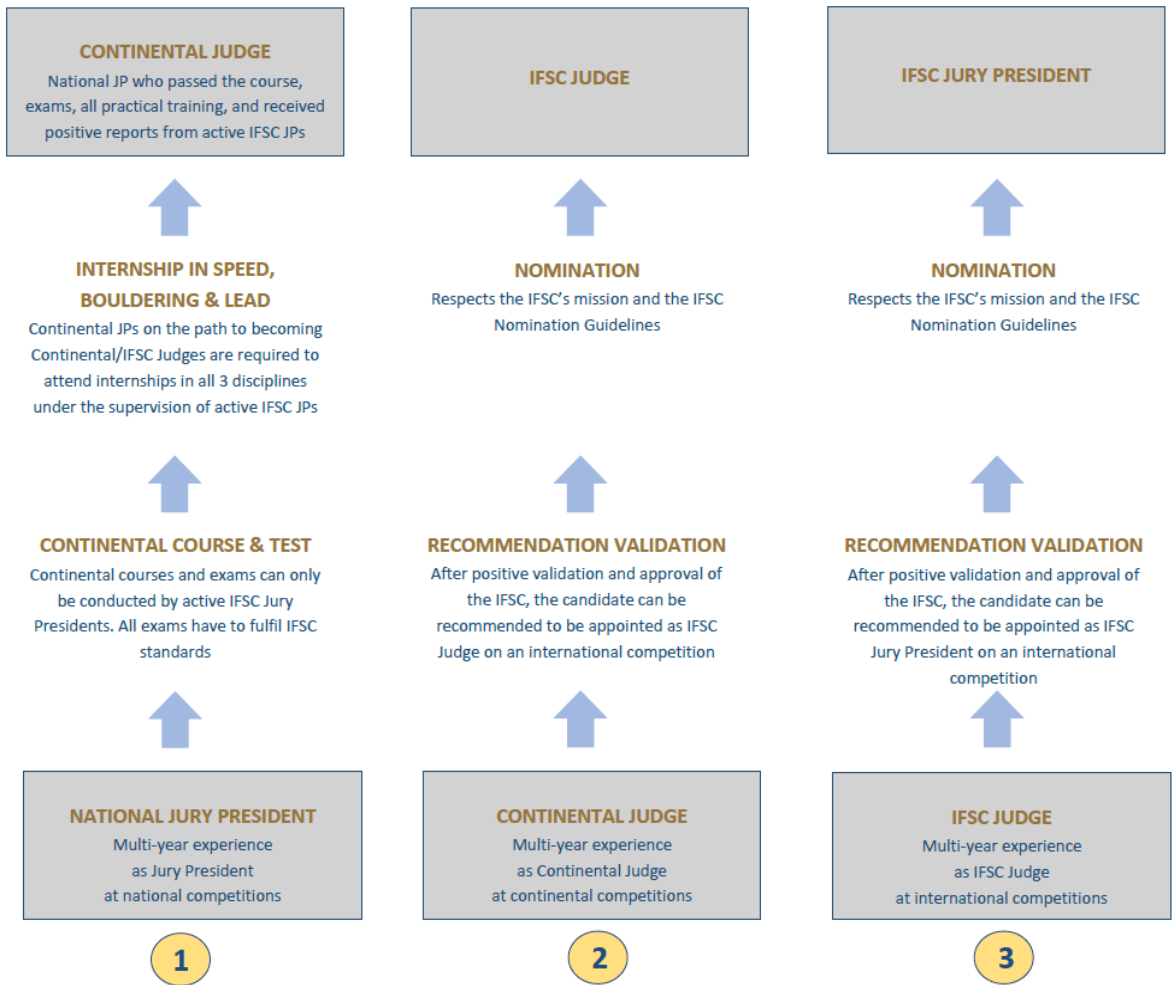 CONTINENTAL JUDGE
National JP who passed the course,
exams, all practical training, and received
positive reports from active IFSC JPs
INTERNSHIP IN SPEED,
BOULDERING & LEAD
Continental JPs on the path to becoming
Continental/IFSC Judges are required to
attend internships in all 3 disciplines
under the supervision of active IFSC JPs
CONTINENTAL COURSE & TEST
Continental courses and exams can only
be conducted by active IFSC Jury
Presidents. All exams have to fulfil IFSC
standards
NATIONAL JURY PRESIDENT
Multi-year experience
as Jury President
at national competitions
1
IFSC JUDGE
NOMINATION
Respects the IFSC’s mission and the IFSC
Nomination Guidelines
RECOMMENDATION VALIDATION
After positive validation and approval of
the IFSC, the candidate can be
recommended to be appointed as IFSC
Judge on an international competition
CONTINENTAL JUDGE
Multi-year experience
as Continental Judge
at continental competitions
2
IFSC JURY PRESIDENT
NOMINATION
Respects the IFSC’s mission and the IFSC
Nomination Guidelines
RECOMMENDATION VALIDATION
After positive validation and approval of
the IFSC, the candidate can be
recommended to be appointed as IFSC
Jury President on an international
competition
IFSC JUDGE
Multi-year experience
as IFSC Judge
at international competitions
3